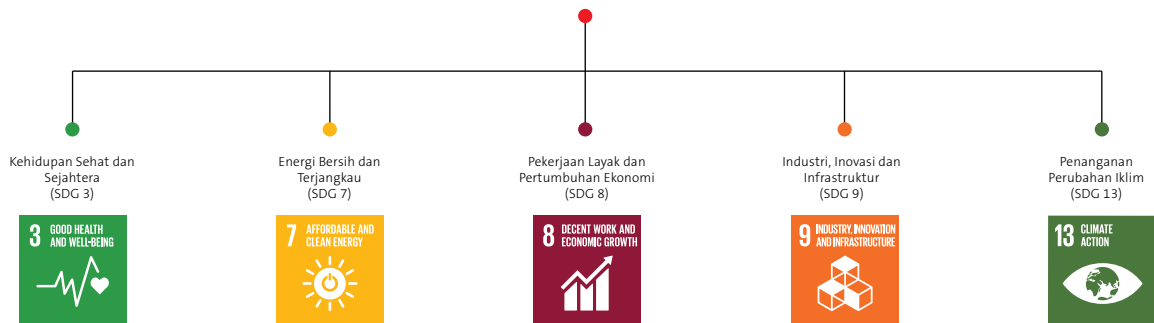 Kehidupan Sehat dan
Sejahtera
(SDG 3)
Energi Bersih dan
Terjangkau
(SDG 7)
Pekerjaan Layak dan
Pertumbuhan Ekonomi
(SDG 8)
Industri, Inovasi dan
Infrastruktur
(SDG 9)
Penanganan
Perubahan Iklim
(SDG 13)
3 GOOD HEALTH
AND WELL-BEING
7 AFFORDABLE AND
CLEAN ENERGY
8 DECENT WORK AND
ECONOMIC GROWTH
9 INDUSTRY, INNOVATION
AND INFRASTRUCTURE
13 CLIMATE
ACTION